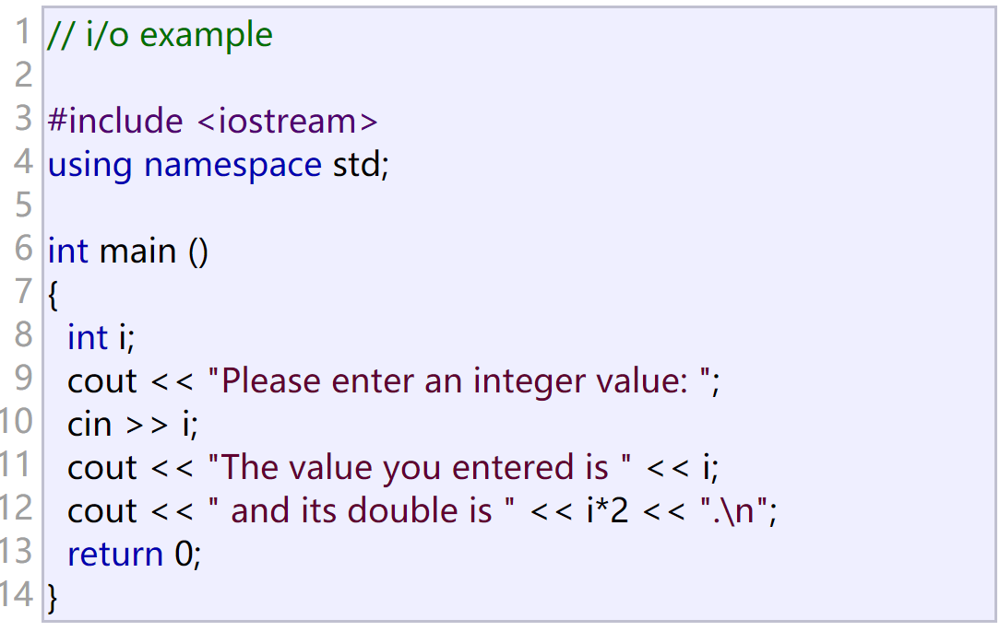 1 // i/o example
2
3 #include <iostream>
4 using namespace std;
5
6 int main ()
7 {
8   int i;
9   cout << "Please enter an integer value: ";
10   cin >> i;
11   cout << "The value you entered is " << i;
12   cout << " and its double is " << i*2 << ".\n";
13   return 0;
14 }